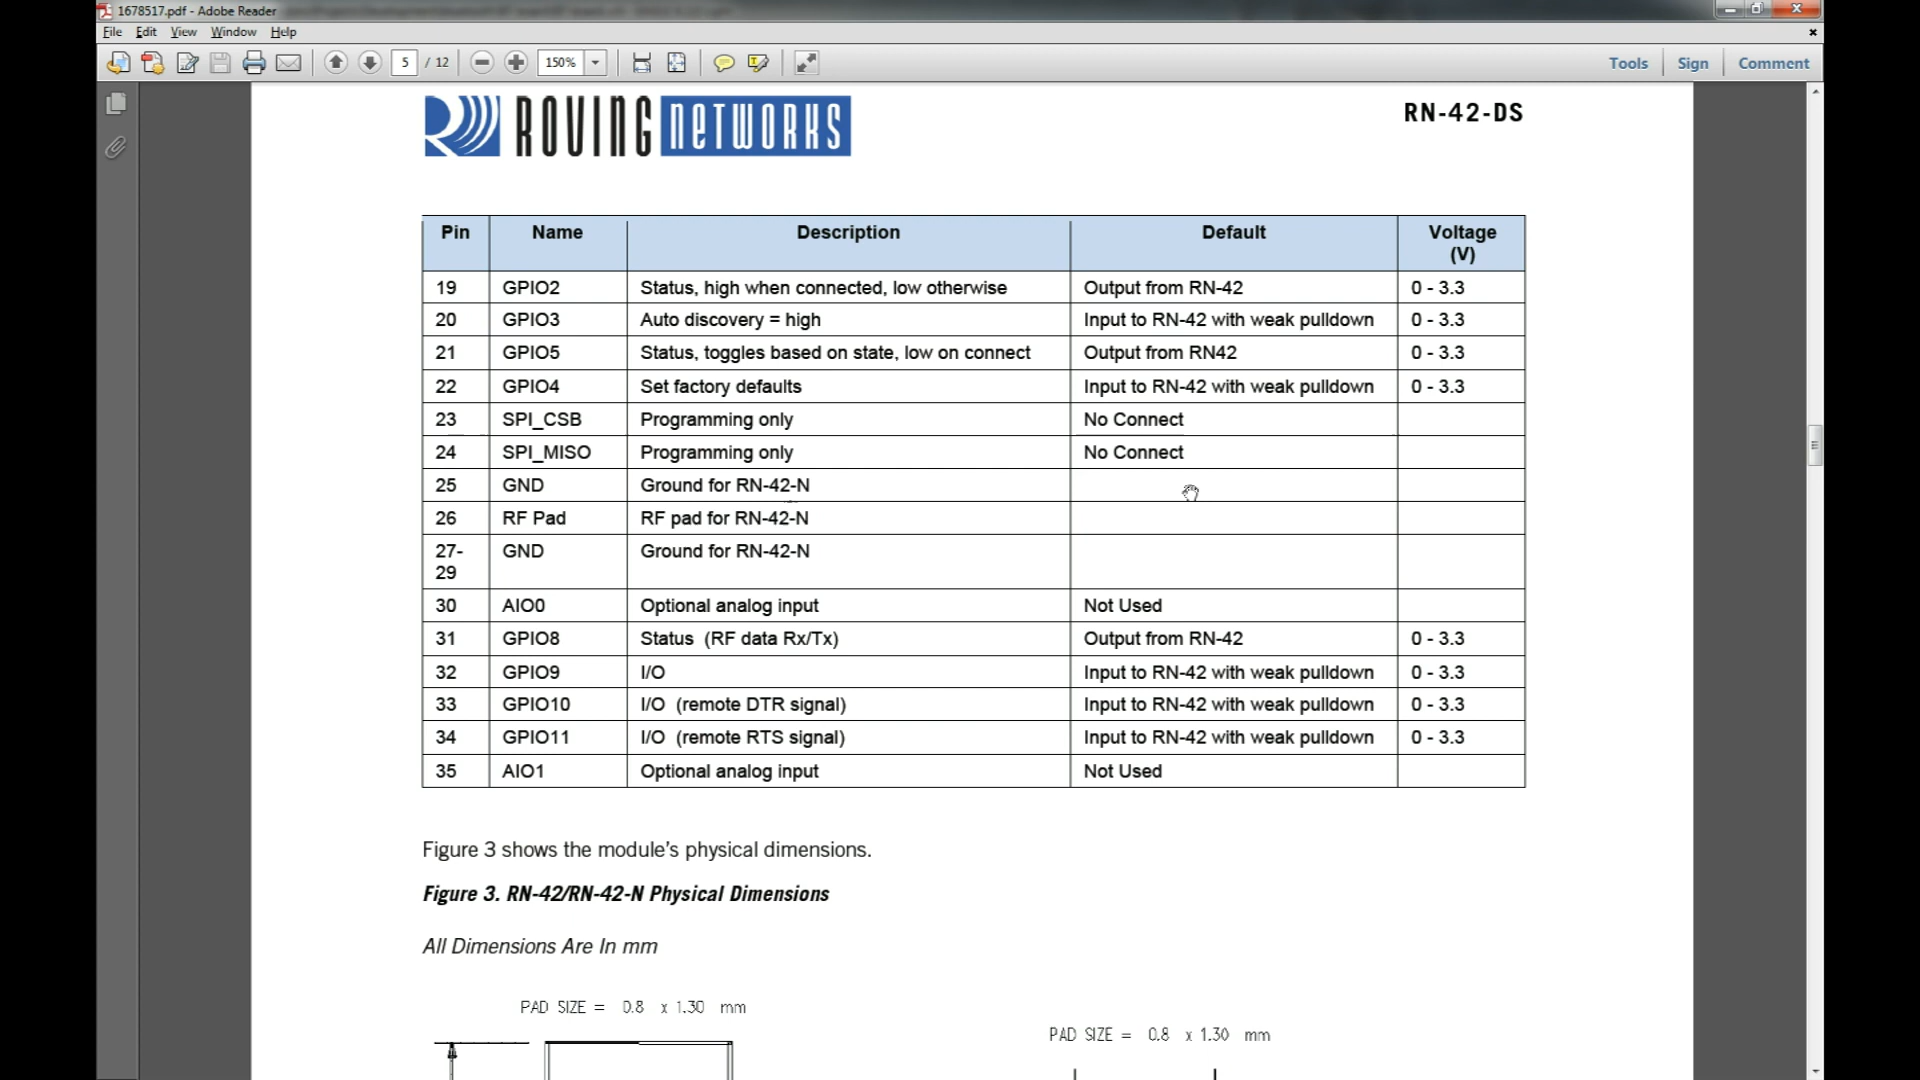 1678517.pdf - Adobe Reader
File Edit View Window Help
5 / 12 150% Tools Sign Comment
ROVING NETWORKS
RN-42-DS
Pin Name Description Default Voltage (V)
19 GPIO2 Status, high when connected, low otherwise Output from RN-42 0 - 3.3
20 GPIO3 Auto discovery = high Input to RN-42 with weak pulldown 0 - 3.3
21 GPIO5 Status, toggles based on state, low on connect Output from RN42 0 - 3.3
22 GPIO4 Set factory defaults Input to RN-42 with weak pulldown 0 - 3.3
23 SPI_CSB Programming only No Connect
24 SPI_MISO Programming only No Connect
25 GND Ground for RN-42-N
26 RF Pad RF pad for RN-42-N
27-29 GND Ground for RN-42-N
30 AIO0 Optional analog input Not Used
31 GPIO8 Status (RF data Rx/Tx) Output from RN-42 0 - 3.3
32 GPIO9 I/O Input to RN-42 with weak pulldown 0 - 3.3
33 GPIO10 I/O (remote DTR signal) Input to RN-42 with weak pulldown 0 - 3.3
34 GPIO11 I/O (remote RTS signal) Input to RN-42 with weak pulldown 0 - 3.3
35 AIO1 Optional analog input Not Used
Figure 3 shows the module's physical dimensions.
Figure 3. RN-42/RN-42-N Physical Dimensions
All Dimensions Are In mm
PAD SIZE = 0.8 x 1.30 mm
PAD SIZE = 0.8 x 1.30 mm